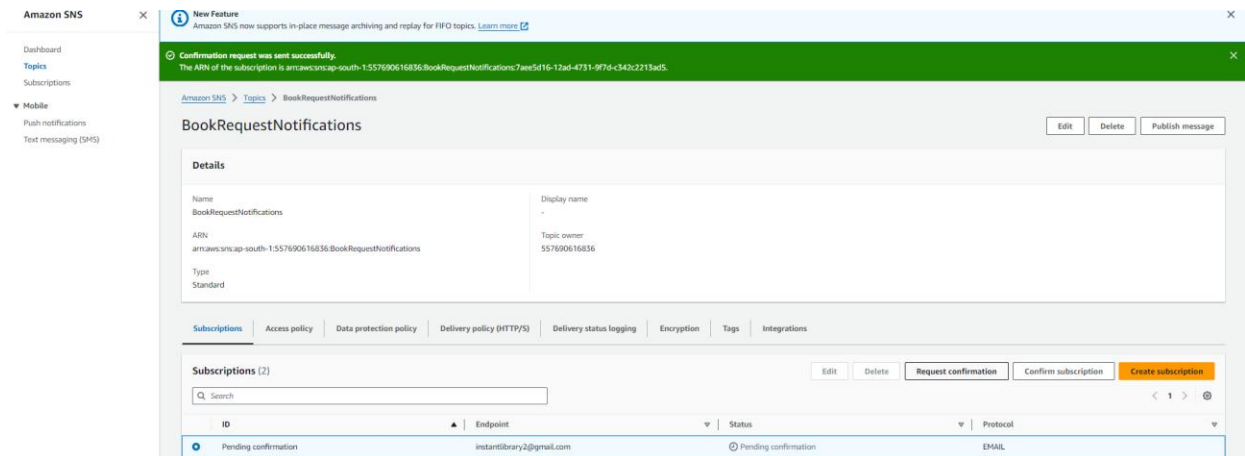 Amazon SNS
Dashboard
Topics
Subscriptions
Mobile
Push notifications
Text messaging (SMS)
New Feature
Amazon SNS now supports in-place message archiving and replay for FIFO topics. Learn more
Confirmation request was sent successfully.
The ARN of the subscription is arn:aws:sns:ap-south-1:557690616836:BookRequestNotifications:7aee5d16-12ad-4731-9f7d-c342c2213ad5.
Amazon SNS > Topics > BookRequestNotifications
BookRequestNotifications
Edit Delete Publish message
Details
Name
BookRequestNotifications
Display name
-
ARN
arn:aws:sns:ap-south-1:557690616836:BookRequestNotifications
Topic owner
557690616836
Type
Standard
Subscriptions Access policy Data protection policy Delivery policy (HTTP/S) Delivery status logging Encryption Tags Integrations
Subscriptions (2)
Edit Delete Request confirmation Confirm subscription Create subscription
Search
1
ID Endpoint Status Protocol
Pending confirmation instantlibrary2@gmail.com Pending confirmation EMAIL